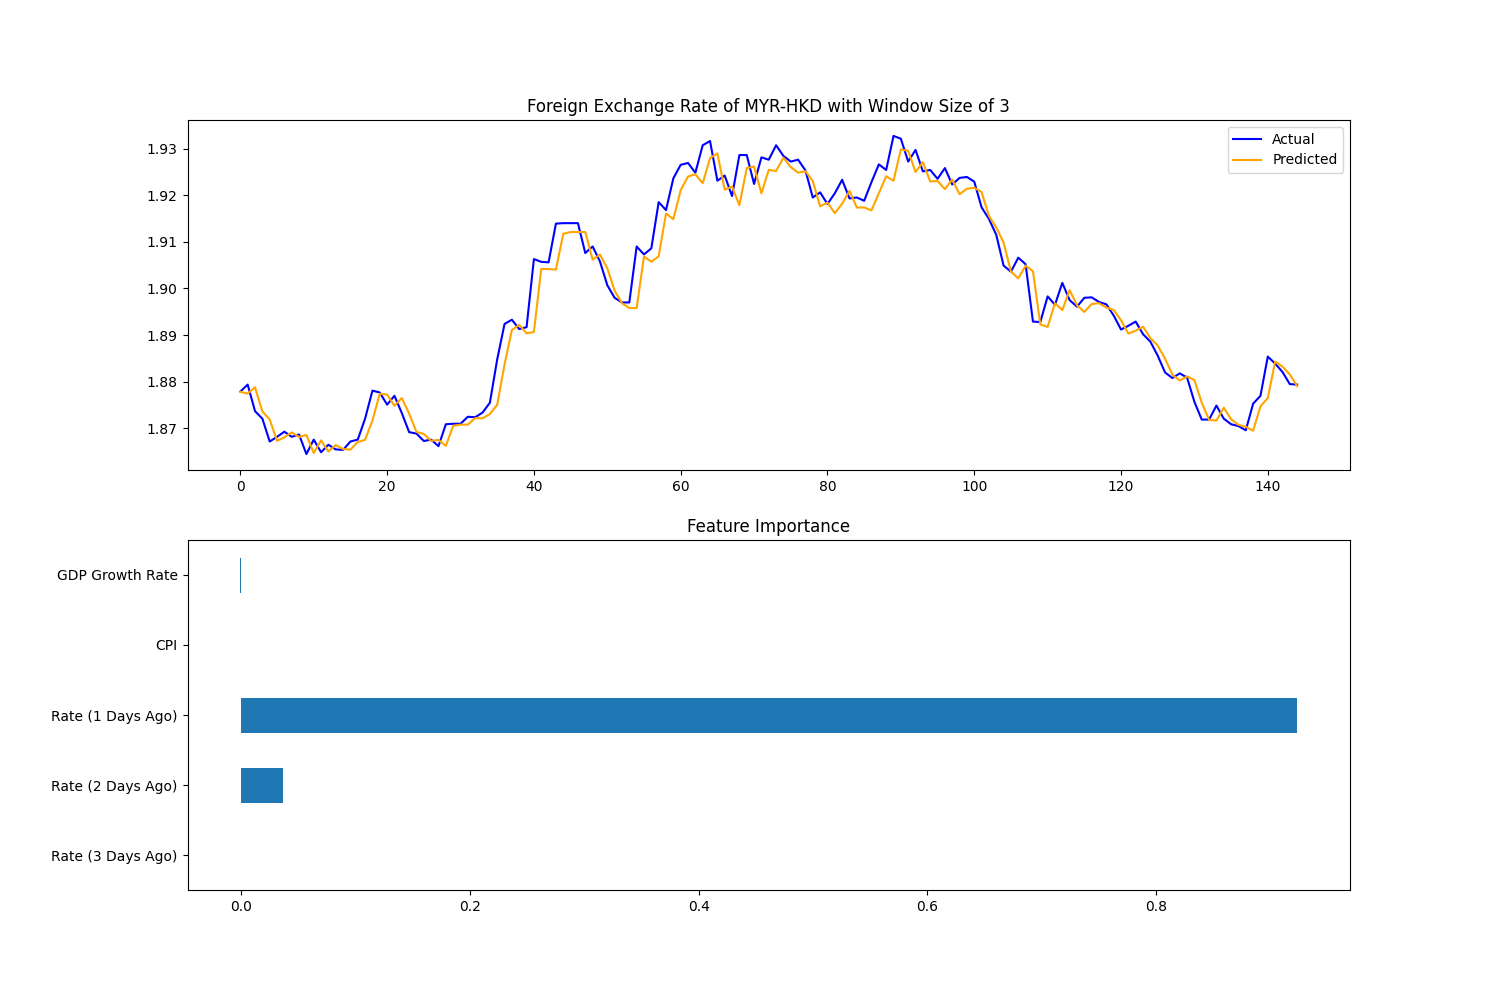 Foreign Exchange Rate of MYR-HKD with Window Size of 3
Actual
Predicted
1.93
1.92
1.91
1.90
1.89
1.88
1.87
0 20 40 60 80 100 120 140
Feature Importance
GDP Growth Rate
CPI
Rate (1 Days Ago)
Rate (2 Days Ago)
Rate (3 Days Ago)
0.0 0.2 0.4 0.6 0.8